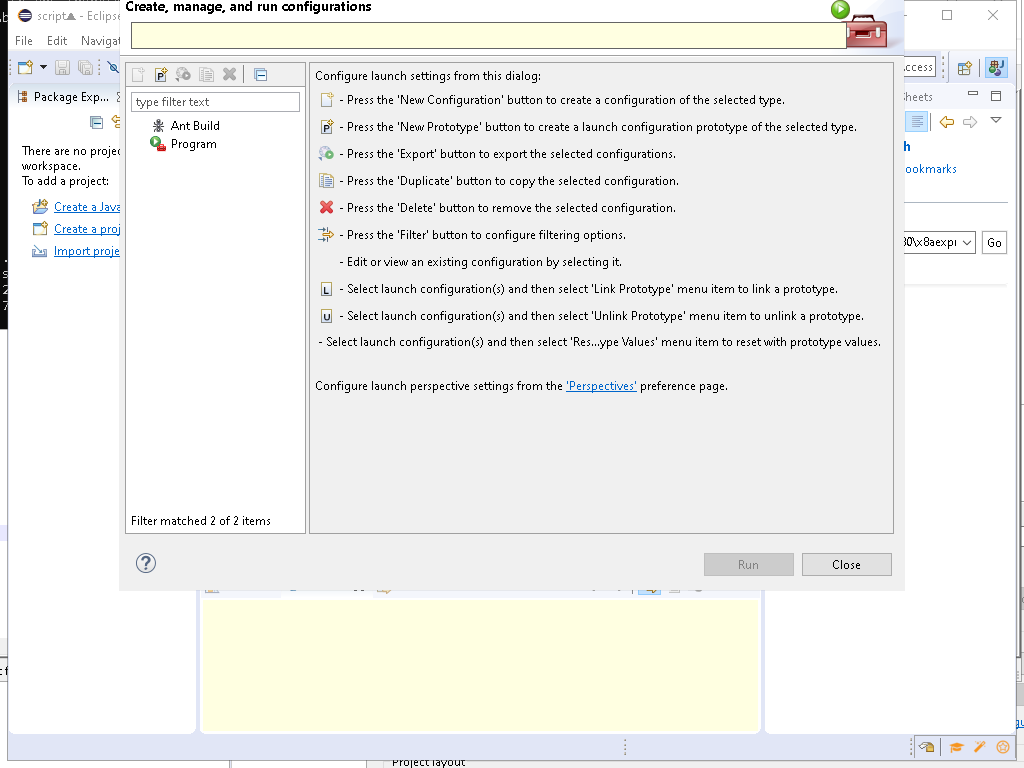 Create, manage, and run configurations
script - Eclipse
File Edit Navigat
ccess
Package Exp...
heets
type filter text
Ant Build
Program
Filter matched 2 of 2 items
There are no projec
workspace.
To add a project:
Create a Java
Create a proj
Import proje
Configure launch settings from this dialog:
- Press the 'New Configuration' button to create a configuration of the selected type.
- Press the 'New Prototype' button to create a launch configuration prototype of the selected type.
- Press the 'Export' button to export the selected configurations.
- Press the 'Duplicate' button to copy the selected configuration.
- Press the 'Delete' button to remove the selected configuration.
- Press the 'Filter' button to configure filtering options.
- Edit or view an existing configuration by selecting it.
L - Select launch configuration(s) and then select 'Link Prototype' menu item to link a prototype.
U - Select launch configuration(s) and then select 'Unlink Prototype' menu item to unlink a prototype.
- Select launch configuration(s) and then select 'Res...ype Values' menu item to reset with prototype values.
Configure launch perspective settings from the 'Perspectives' preference page.
h
ookmarks
Go
Run
Close
Project layout